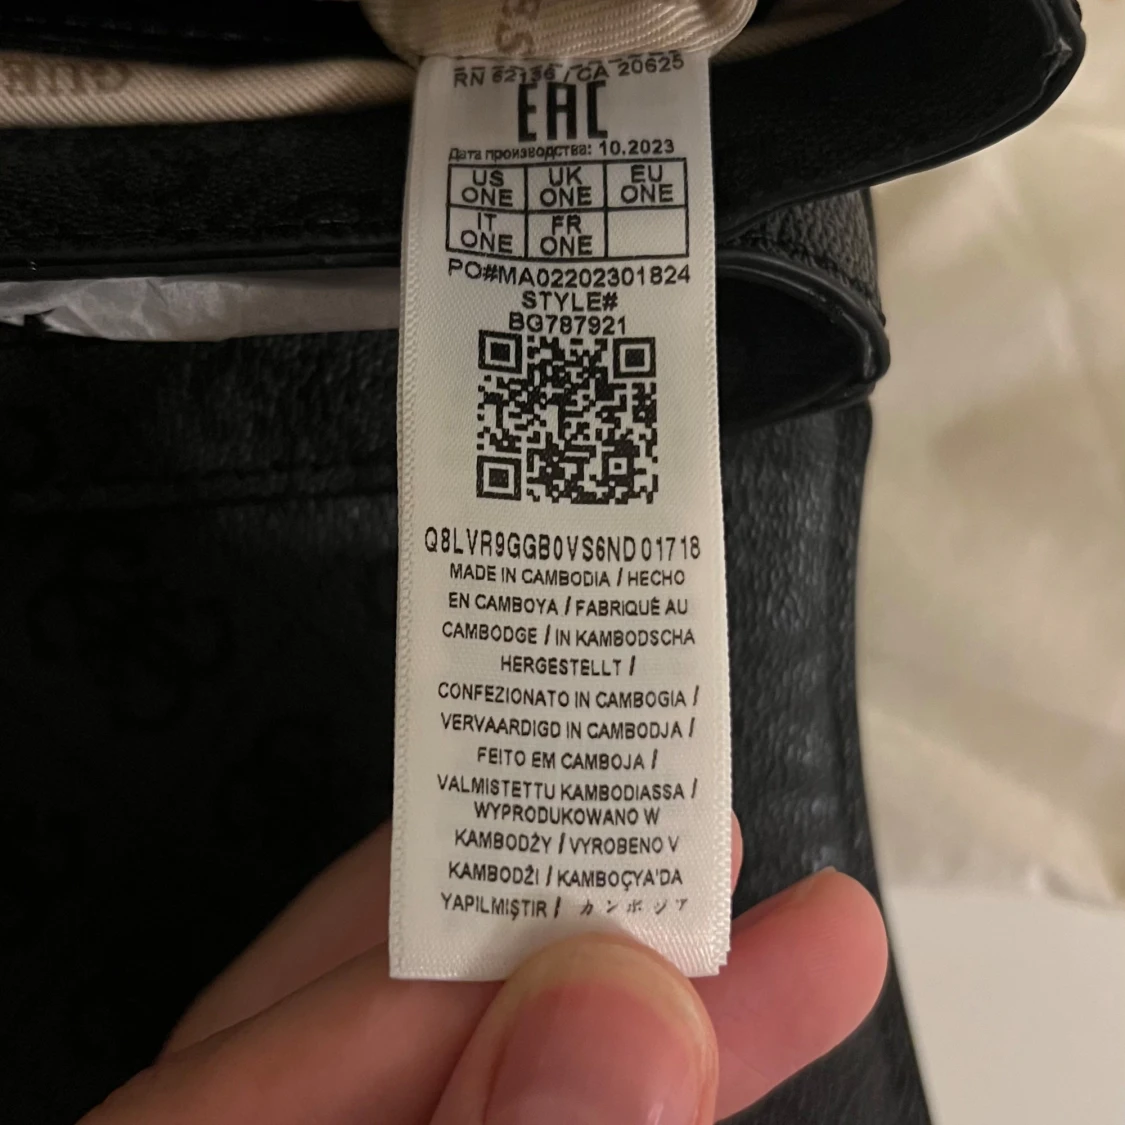 GUE
ES
RN 62136 / CA 20625
EAC
Дата производства: 10.2023
US ONE UK ONE EU ONE
IT ONE FR ONE
PO#MA02202301824
STYLE#
BG787921
Q8LVR9GGB0VS6ND01718
MADE IN CAMBODIA / HECHO
EN CAMBOYA / FABRIQUÉ AU
CAMBODGE / IN KAMBODSCHA
HERGESTELLT /
CONFEZIONATO IN CAMBOGIA /
VERVAARDIGD IN CAMBODJA /
FEITO EM CAMBOJA /
VALMISTETTU KAMBODIASSA /
WYPRODUKOWANO W
KAMBODŻY / VYROBENO V
KAMBODŽI / KAMBOÇYA'DA
YAPILMIŞTIR / カンボジア